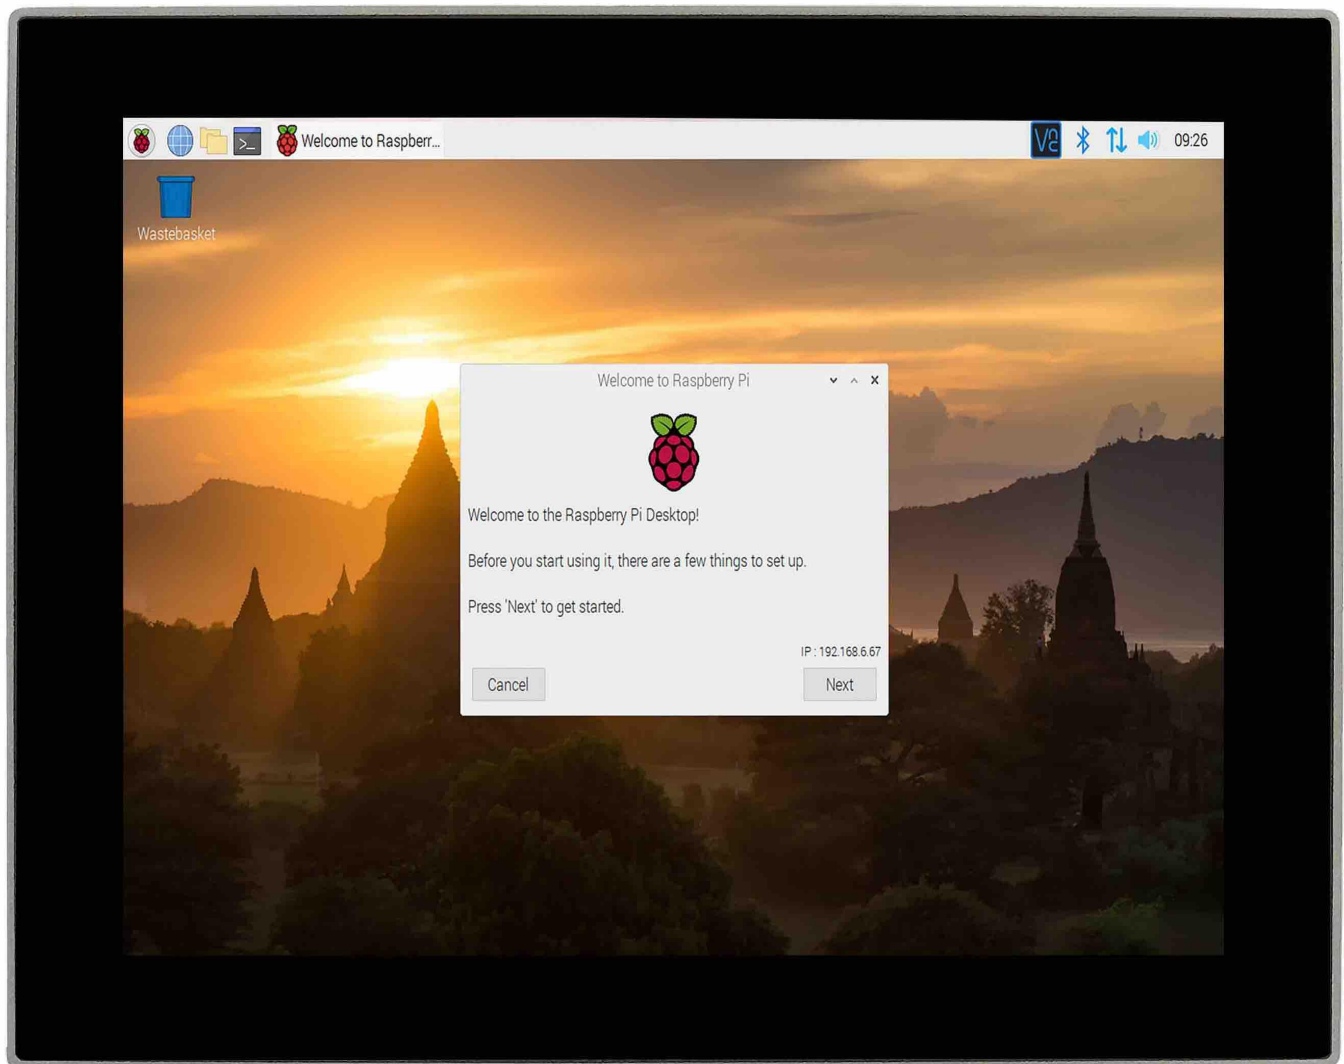 Welcome to Raspberr...
V2
09:26
Wastebasket
Welcome to Raspberry Pi
Welcome to the Raspberry Pi Desktop!
Before you start using it, there are a few things to set up.
Press 'Next' to get started.
IP : 192.168.6.67
Cancel
Next